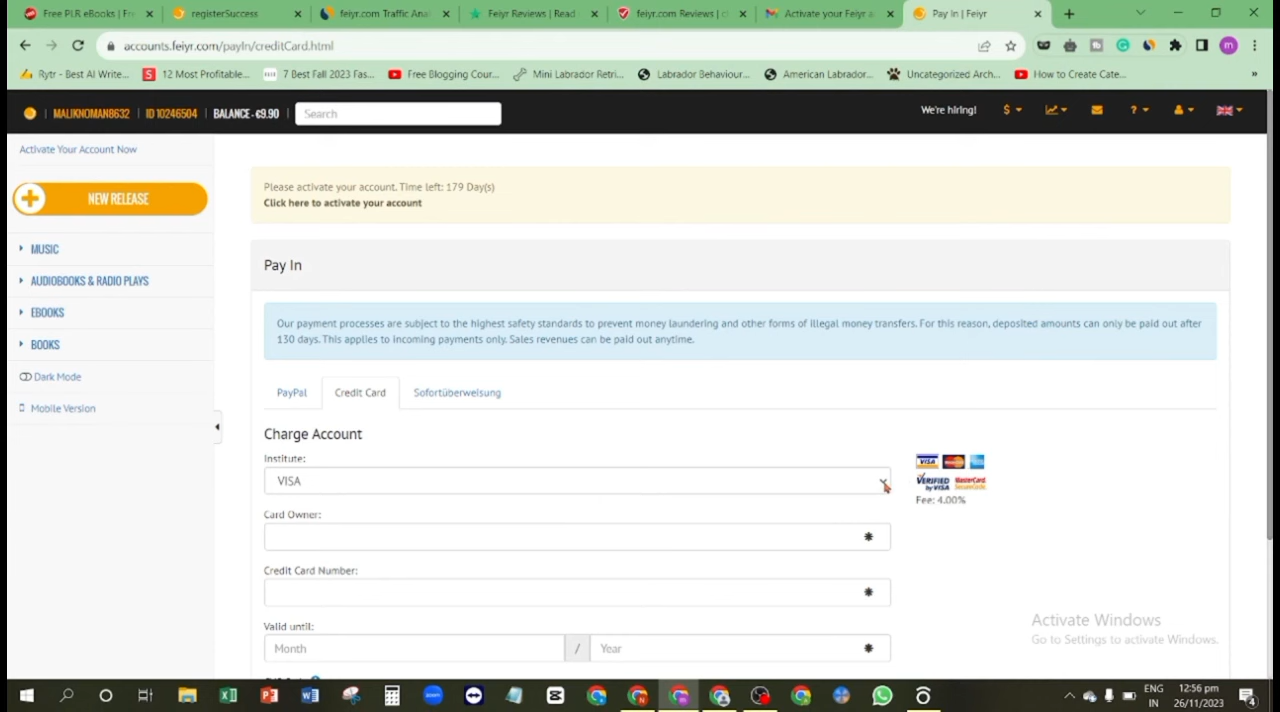 Free PLR eBooks | Fre
registerSuccess
feiyr.com Traffic Anal
Feiyr Reviews | Read
feiyr.com Reviews | c
Activate your Feiyr a
Pay In | Feiyr
accounts.feiyr.com/payIn/creditCard.html
m
Rytr - Best AI Write...
12 Most Profitable...
7 Best Fall 2023 Fas...
Free Blogging Cour...
Mini Labrador Retri...
Labrador Behaviour...
American Labrador...
Uncategorized Arch...
How to Create Cate...
»
MALIKNOMAN8632 | ID 10246504 | BALANCE -€9.90 | Search
We're hiring!
$
?
Activate Your Account Now
NEW RELEASE
MUSIC
AUDIOBOOKS & RADIO PLAYS
EBOOKS
BOOKS
Dark Mode
Mobile Version
Please activate your account. Time left: 179 Day(s)
Click here to activate your account
Pay In
Our payment processes are subject to the highest safety standards to prevent money laundering and other forms of illegal money transfers. For this reason, deposited amounts can only be paid out after
130 days. This applies to incoming payments only. Sales revenues can be paid out anytime.
PayPal
Credit Card
Sofortüberweisung
Charge Account
Institute:
VISA
VISA
VERIFIED by VISA MasterCard SecureCode
Fee: 4.00%
Card Owner:
Credit Card Number:
Valid until:
Month / Year
Activate Windows
Go to Settings to activate Windows.
zoom
ENG
IN
12:56 pm
26/11/2023
4